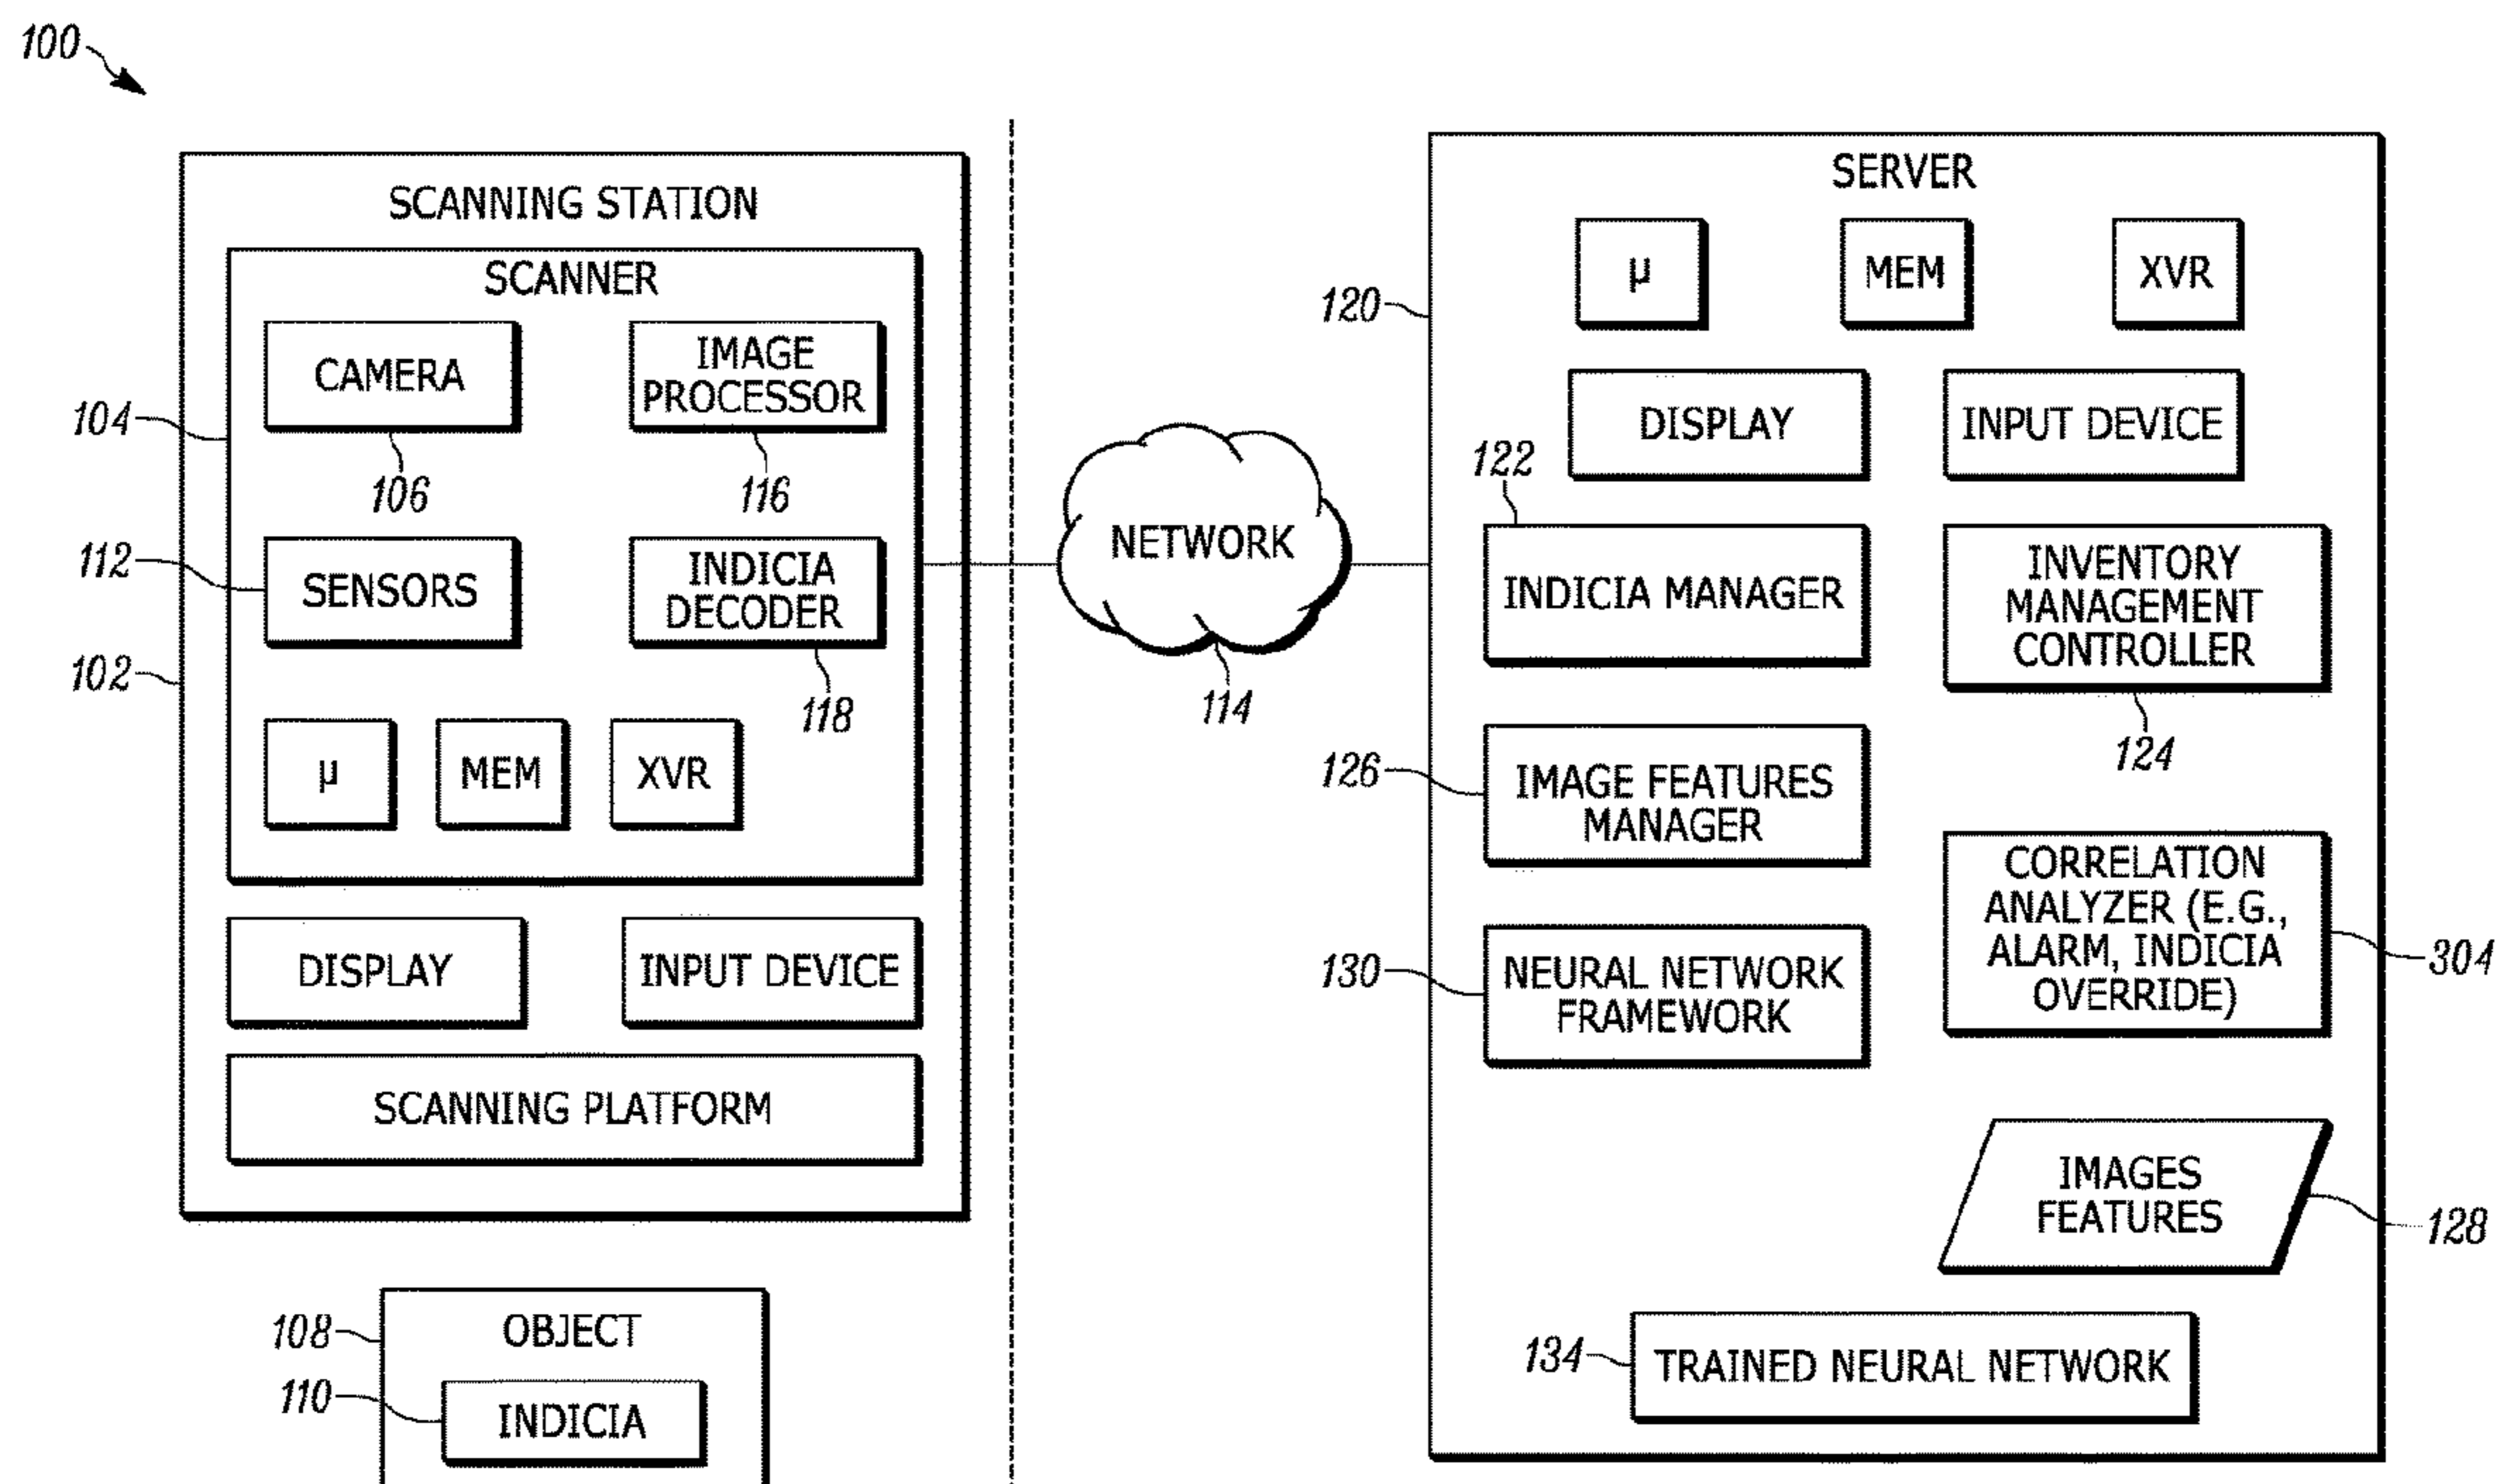 100
SCANNING STATION
SCANNER
CAMERA
IMAGE
PROCESSOR
104
106
116
112
SENSORS
INDICIA
DECODER
102
118
µ
MEM
XVR
DISPLAY
INPUT DEVICE
SCANNING PLATFORM
108
OBJECT
110
INDICIA
NETWORK
114
SERVER
µ
MEM
XVR
120
DISPLAY
INPUT DEVICE
122
INDICIA MANAGER
INVENTORY
MANAGEMENT
CONTROLLER
124
126
IMAGE FEATURES
MANAGER
CORRELATION
ANALYZER (E.G.,
ALARM, INDICIA
OVERRIDE)
304
130
NEURAL NETWORK
FRAMEWORK
IMAGES
FEATURES
128
134
TRAINED NEURAL NETWORK